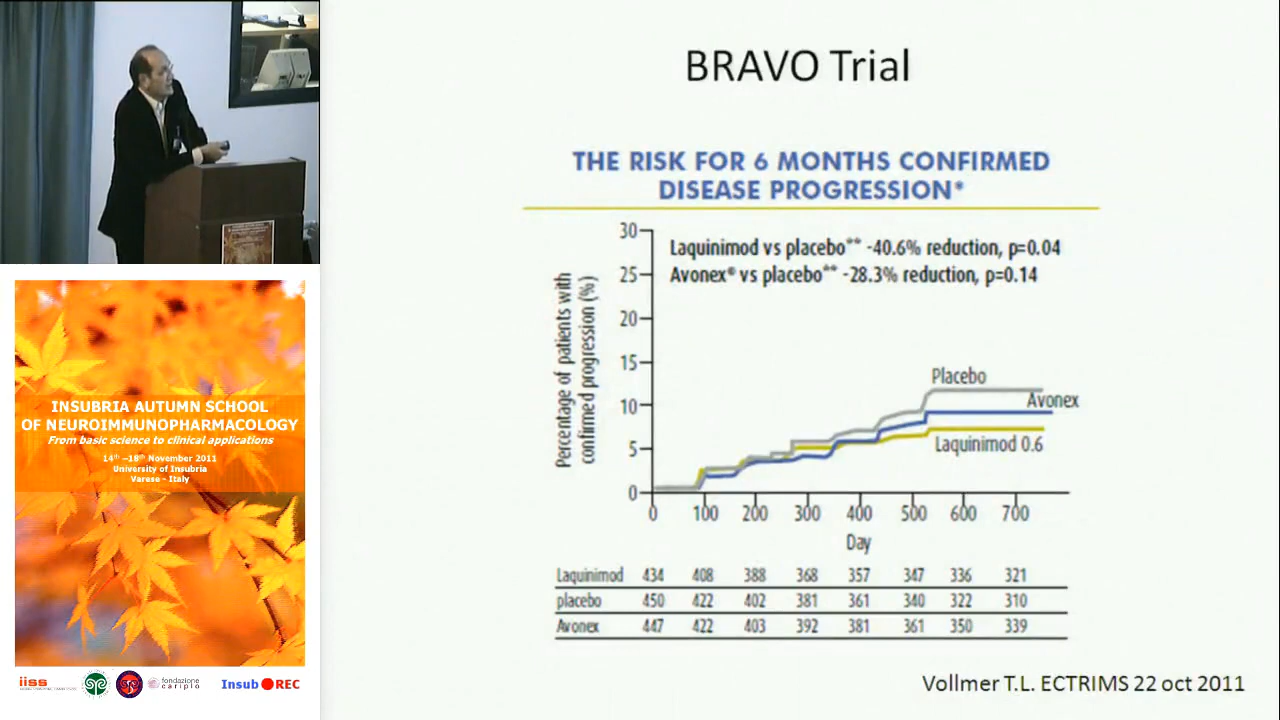 BRAVO Trial
THE RISK FOR 6 MONTHS CONFIRMED
DISEASE PROGRESSION*
Laquinimod vs placebo** -40.6% reduction, p=0.04
Avonex® vs placebo** -28.3% reduction, p=0.14
Percentage of patients with
confirmed progression (%)
30
25
20
15
10
5
0
Placebo
Avonex
Laquinimod 0.6
0 100 200 300 400 500 600 700
Day
Laquinimod 434 408 388 368 357 347 336 321
placebo 450 422 402 381 361 340 322 310
Avonex 447 422 403 392 381 361 350 339
Vollmer T.L. ECTRIMS 22 oct 2011
INSUBRIA AUTUMN SCHOOL
OF NEUROIMMUNOPHARMACOLOGY
From basic science to clinical applications
14th –18th November 2011
University of Insubria
Varese - Italy
iiss
fondazione
cariplo
Insub REC